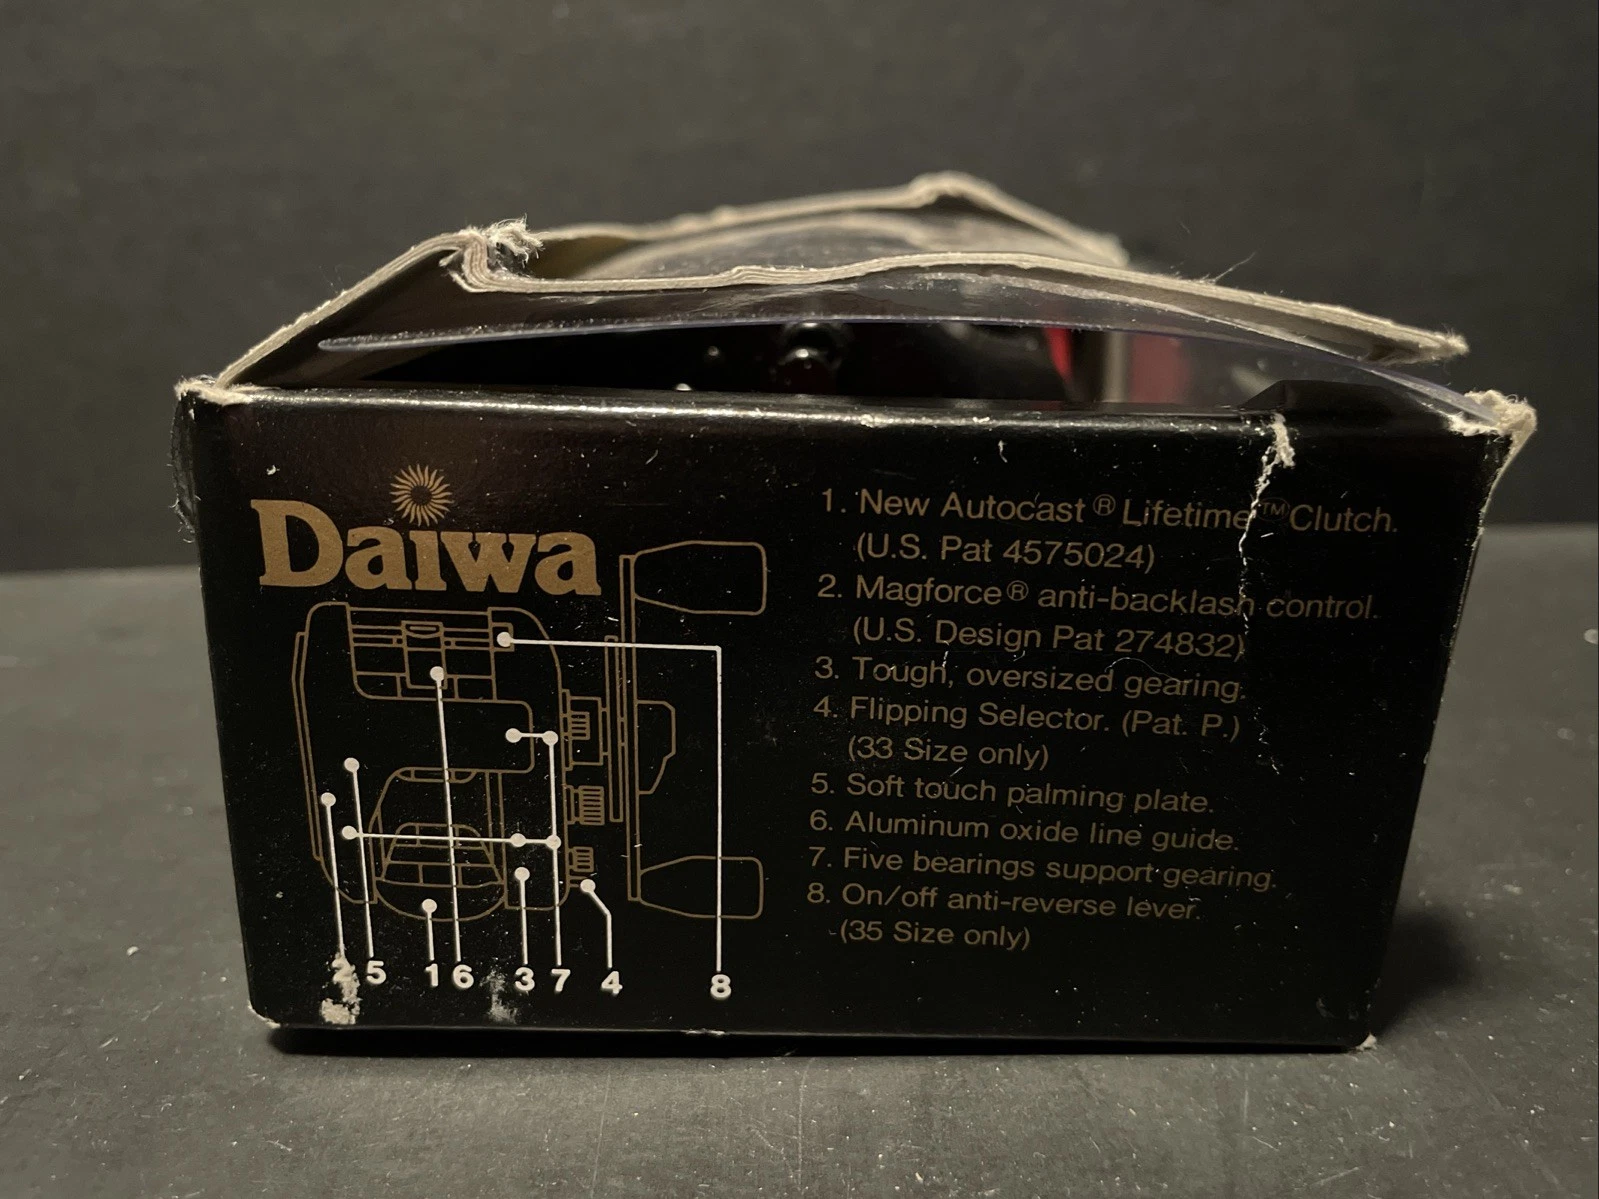 Daiwa
1. New Autocast® Lifetime™ Clutch.
(U.S. Pat 4575024)
2. Magforce® anti-backlash control.
(U.S. Design Pat 274832)
3. Tough, oversized gearing.
4. Flipping Selector. (Pat. P.)
(33 Size only)
5. Soft touch palming plate.
6. Aluminum oxide line guide.
7. Five bearings support gearing.
8. On/off anti-reverse lever.
(35 Size only)
2 5 1 6 3 7 4 8